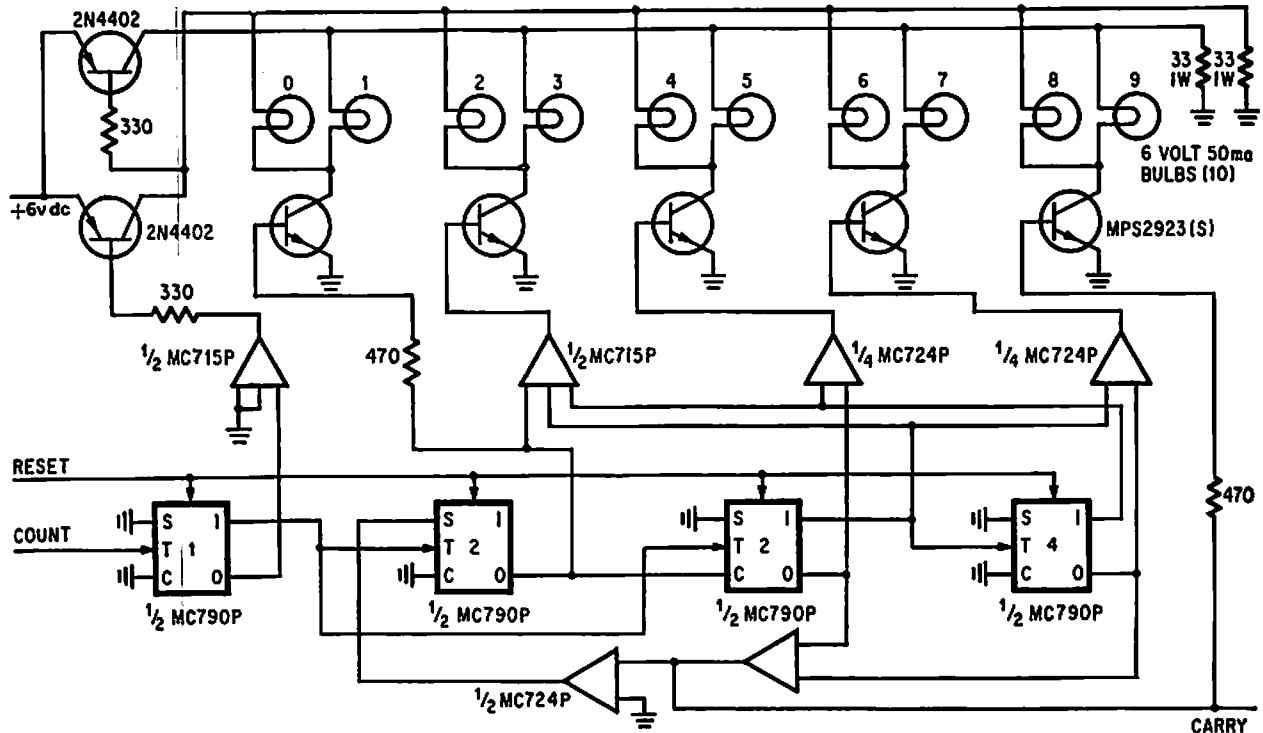 2N4402
0 1 2 3 4 5 6 7 8 9
33 1W
33 1W
330
6 VOLT 50ma
BULBS (10)
+6vdc
2N4402
MPS2923(S)
330
1/2 MC715P
470
1/2 MC715P
1/4 MC724P
1/4 MC724P
470
RESET
COUNT
S 1
T 1
C 0
1/2 MC790P
S 1
T 2
C 0
1/2 MC790P
S 1
T 2
C 0
1/2 MC790P
S 1
T 4
C 0
1/2 MC790P
1/2 MC724P
CARRY